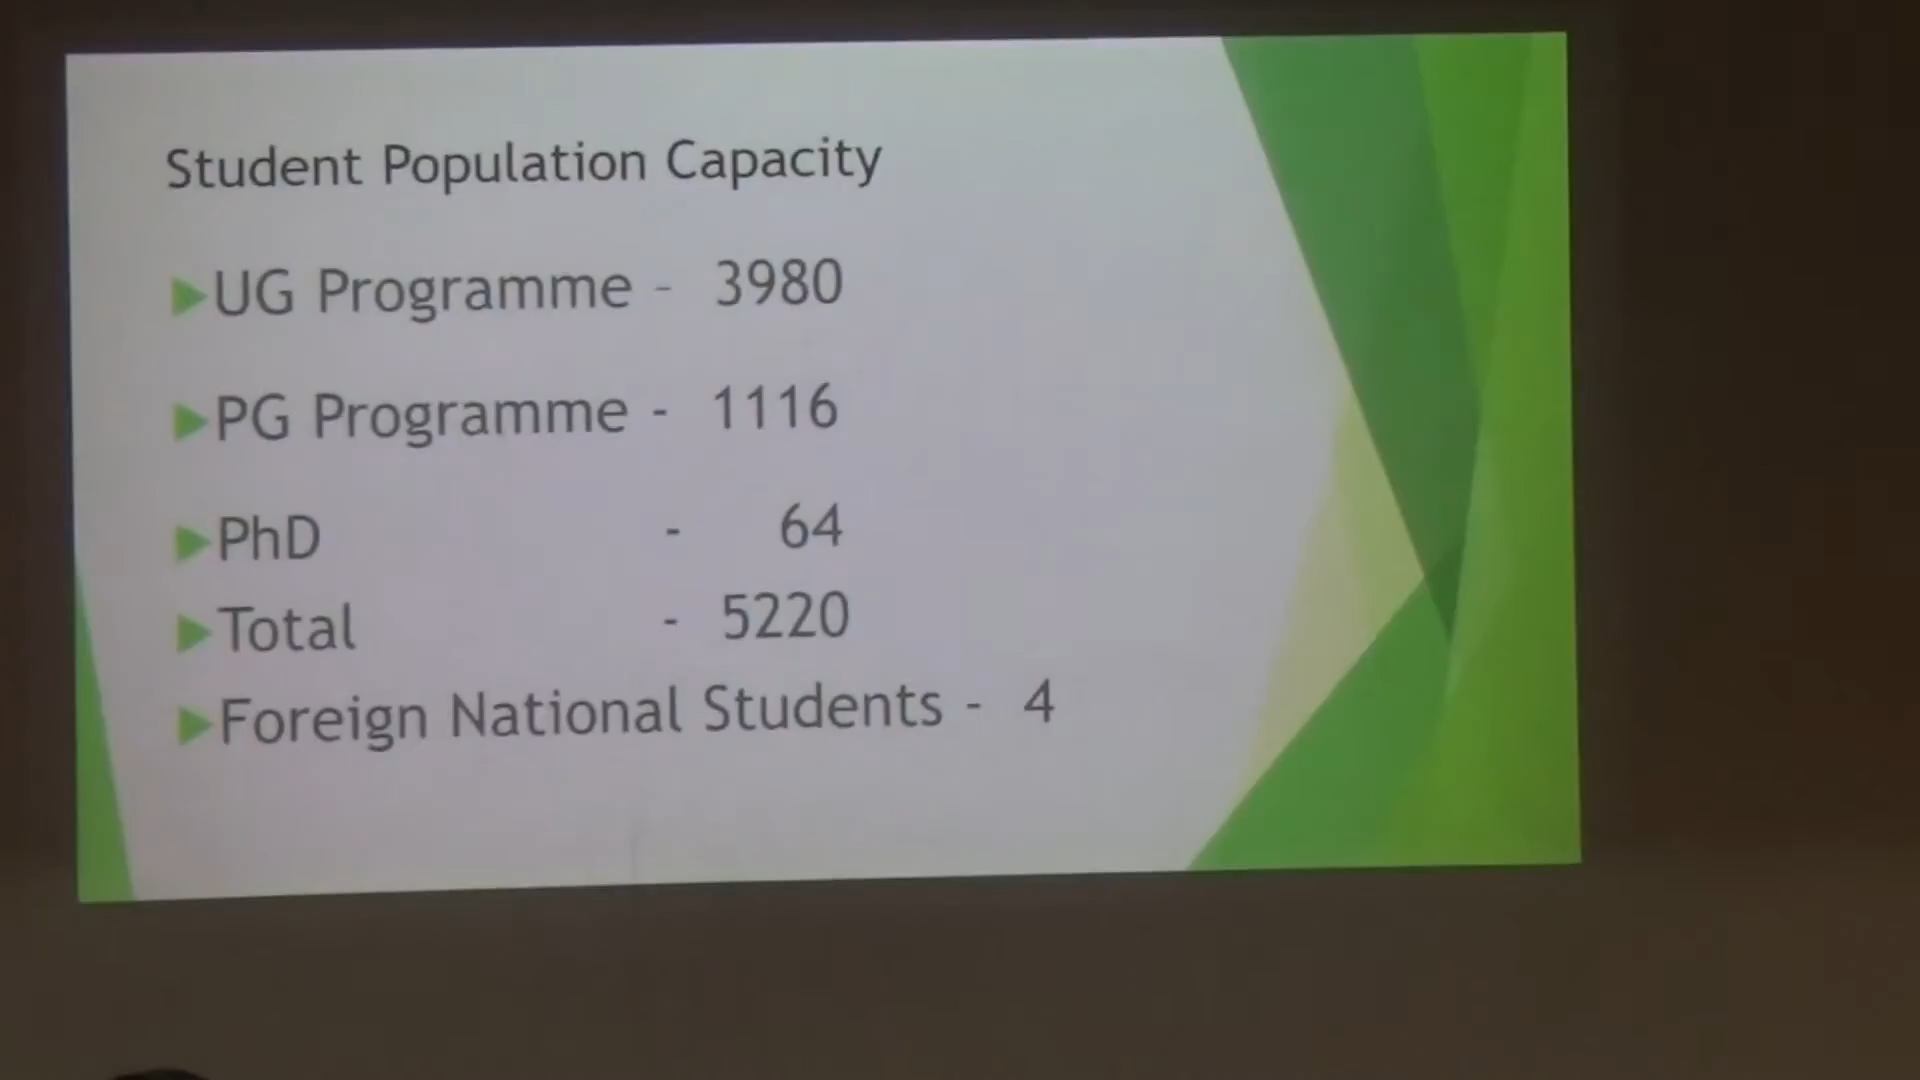 Student Population Capacity
UG Programme - 3980
PG Programme - 1116
PhD - 64
Total - 5220
Foreign National Students - 4